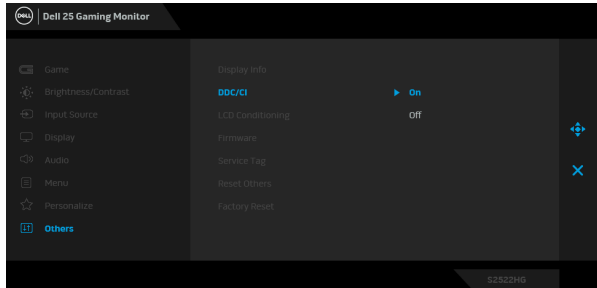 DELL
Dell 25 Gaming Monitor
Game
Brightness/Contrast
Input Source
Display
Audio
Menu
Personalize
Others
Display Info
DDC/CI
On
LCD Conditioning
Off
Firmware
Service Tag
Reset Others
Factory Reset
S2522HG